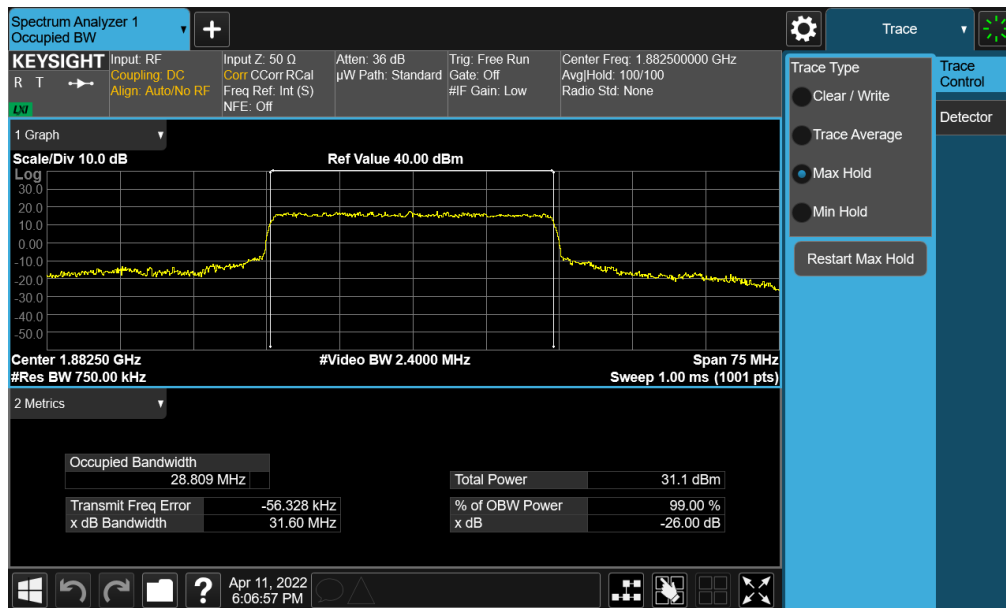 Spectrum Analyzer 1
Occupied BW
+
Trace
KEYSIGHT
R T
LXI
Input: RF
Coupling: DC
Align: Auto/No RF
Input Z: 50 Ω
Corr CCorr RCal
Freq Ref: Int (S)
NFE: Off
Atten: 36 dB
µW Path: Standard
Trig: Free Run
Gate: Off
#IF Gain: Low
Center Freq: 1.882500000 GHz
Avg|Hold: 100/100
Radio Std: None
Trace Type
Clear / Write
Trace Average
Max Hold
Min Hold
Restart Max Hold
Trace
Control
Detector
1 Graph
Scale/Div 10.0 dB
Ref Value 40.00 dBm
Log
30.0
20.0
10.0
0.00
-10.0
-20.0
-30.0
-40.0
-50.0
Center 1.88250 GHz
#Video BW 2.4000 MHz
Span 75 MHz
#Res BW 750.00 kHz
Sweep 1.00 ms (1001 pts)
2 Metrics
Occupied Bandwidth
28.809 MHz
Total Power 31.1 dBm
Transmit Freq Error -56.328 kHz
% of OBW Power 99.00 %
x dB Bandwidth 31.60 MHz
x dB -26.00 dB
?
Apr 11, 2022
6:06:57 PM